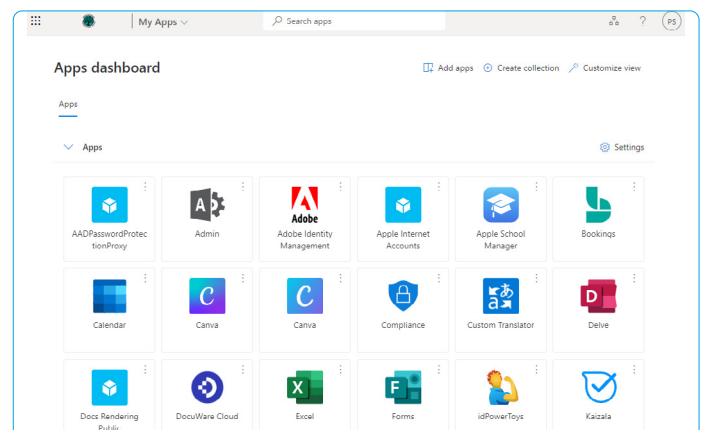 My Apps
Search apps
?
PS
Apps dashboard
Add apps
Create collection
Customize view
Apps
Apps
Settings
AADPasswordProtec
tionProxy
A
Admin
Adobe
Adobe Identity
Management
Apple Internet
Accounts
Apple School
Manager
Bookings
Calendar
C
Canva
C
Canva
Compliance
あ
a
Custom Translator
D
Delve
Docs Rendering
Public
DocuWare Cloud
X
Excel
F
Forms
idPowerToys
Kaizala